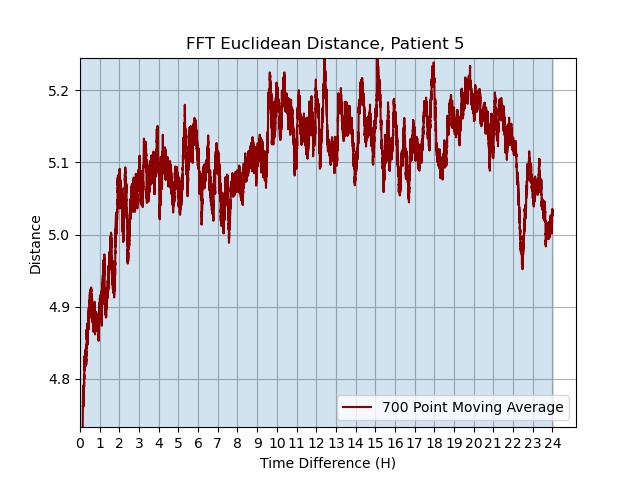 FFT Euclidean Distance, Patient 5
5.2
5.1
5.0
4.9
4.8
Distance
700 Point Moving Average
0 1 2 3 4 5 6 7 8 9 10 11 12 13 14 15 16 17 18 19 20 21 22 23 24
Time Difference (H)